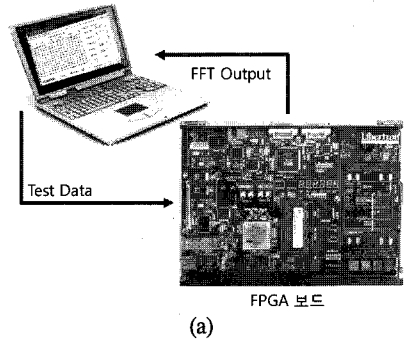 FFT Output
Test Data
FPGA 보드
(a)